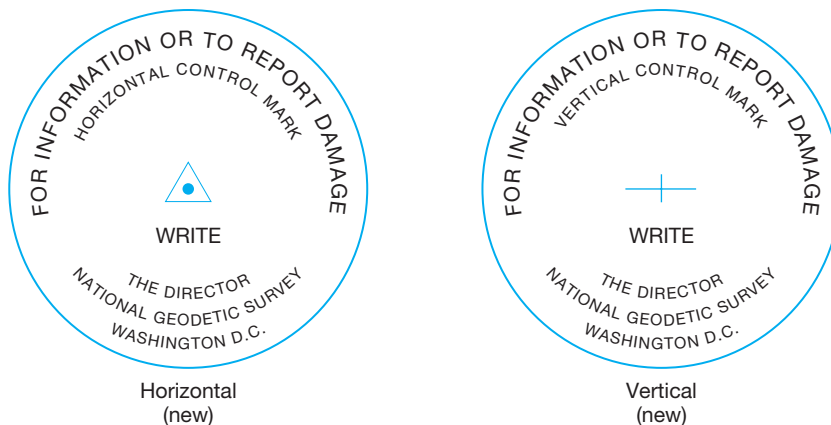 FOR INFORMATION OR TO REPORT DAMAGE
HORIZONTAL CONTROL MARK
WRITE
THE DIRECTOR
NATIONAL GEODETIC SURVEY
WASHINGTON D.C.
Horizontal
(new)
FOR INFORMATION OR TO REPORT DAMAGE
VERTICAL CONTROL MARK
WRITE
THE DIRECTOR
NATIONAL GEODETIC SURVEY
WASHINGTON D.C.
Vertical
(new)